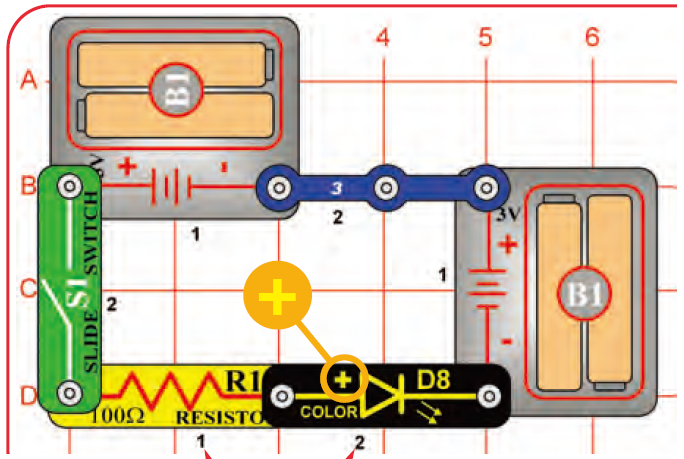 4 5 6
A
B1
3V
+ -
B
3
1
2
3V
+
SLIDE SWITCH
S1
C
2
+
1
B1
-
R1
+
D8
D
100Ω
RESISTO
COLOR
1
2